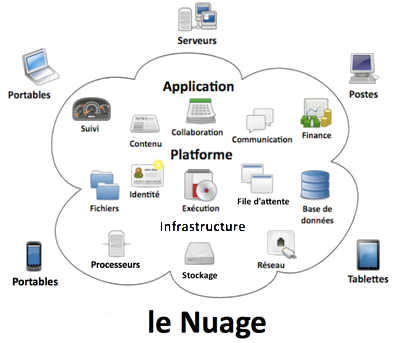 Serveurs
Portables
Postes
Application
Suivi
Contenu
Collaboration
Communication
Finance
NEWS
Platforme
Fichiers
Identité
Exécution
File d'attente
Base de
données
Infrastructure
Processeurs
Stockage
Réseau
Portables
Tablettes
le Nuage